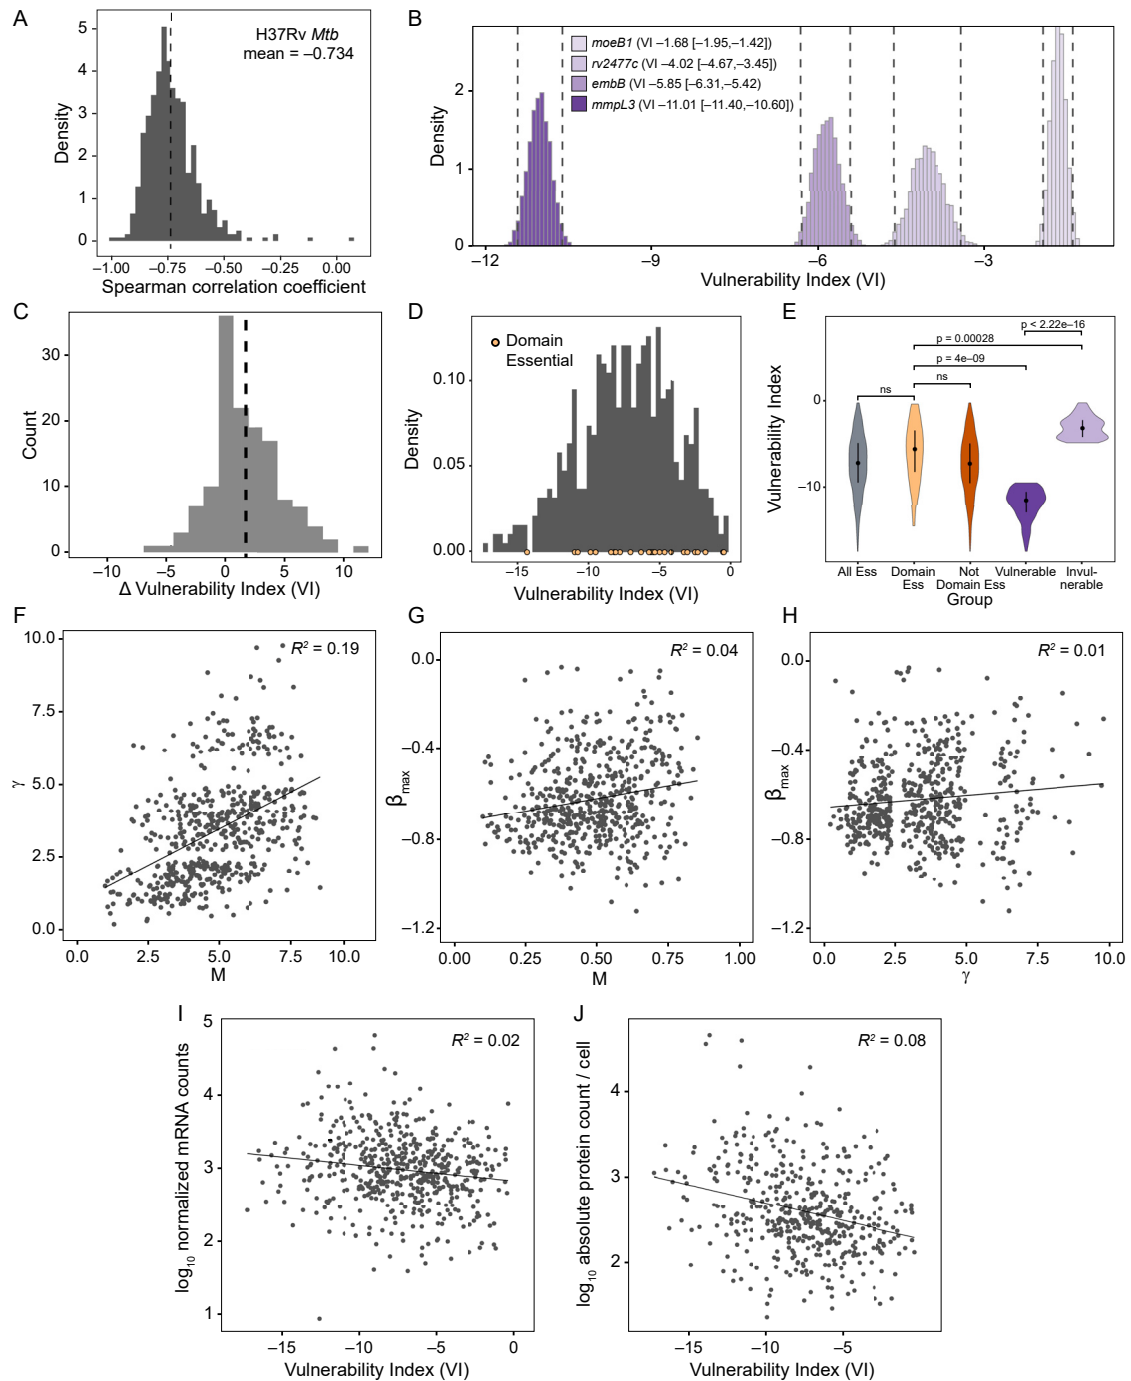 A
H37Rv Mtb
mean = –0.734
5
4
3
2
1
0
Density
–1.00
–0.75
–0.50
–0.25
0.00
Spearman correlation coefficient
B
moeB1 (VI –1.68 [–1.95,–1.42])
rv2477c (VI –4.02 [–4.67,–3.45])
embB (VI –5.85 [–6.31,–5.42)
mmpL3 (VI –11.01 [–11.40,–10.60])
2
1
0
Density
–12
–9
–6
–3
Vulnerability Index (VI)
C
30
20
10
0
Count
–10
–5
0
5
10
Δ Vulnerability Index (VI)
D
Domain
Essential
0.10
0.05
0.00
Density
–15
–10
–5
0
Vulnerability Index (VI)
E
p < 2.22e–16
p = 0.00028
p = 4e–09
ns
ns
0
–10
Vulnerability Index
All Ess
Domain
Ess
Not
Domain Ess
Vulnerable
Invul-
nerable
Group
F
R² = 0.19
10.0
7.5
5.0
2.5
0.0
γ
0.0
2.5
5.0
7.5
10.0
M
G
R² = 0.04
0.0
–0.4
–0.8
–1.2
βmax
0.00
0.25
0.50
0.75
1.00
M
H
R² = 0.01
0.0
–0.4
–0.8
–1.2
βmax
0.0
2.5
5.0
7.5
10.0
γ
I
R² = 0.02
5
4
3
2
1
log10 normalized mRNA counts
–15
–10
–5
0
Vulnerability Index (VI)
J
R² = 0.08
4
3
2
log10 absolute protein count / cell
–15
–10
–5
Vulnerability Index (VI)